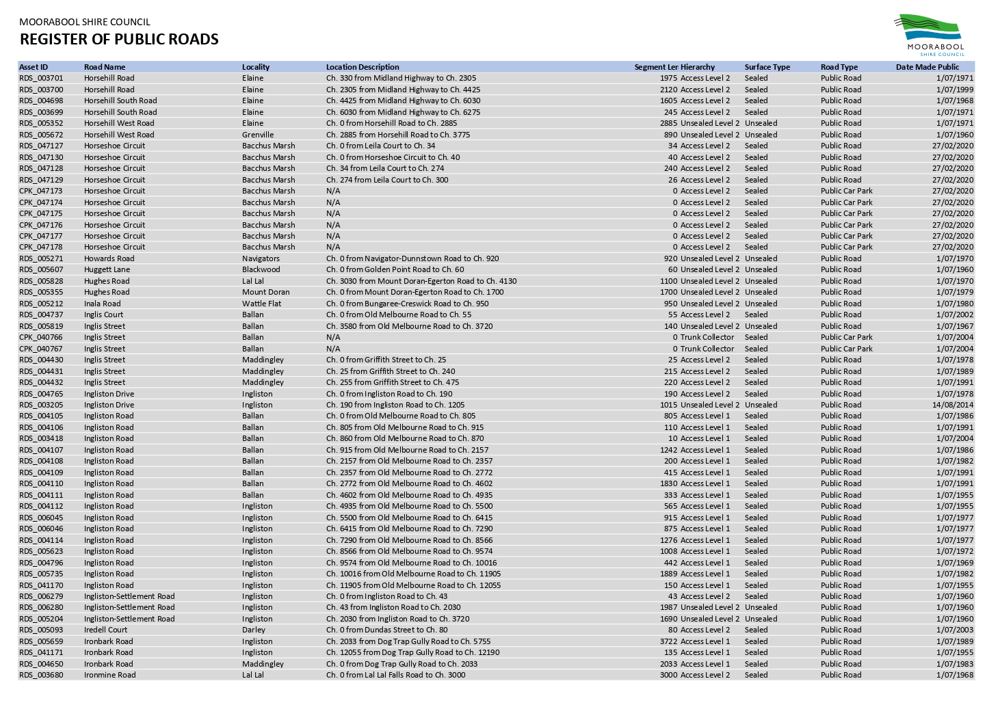 MOORABOOL SHIRE COUNCIL
REGISTER OF PUBLIC ROADS
MOORABOOL
SHIRE COUNCIL
Asset ID Road Name Locality Location Description Segment Ler Hierarchy Surface Type Road Type Date Made Public
RDS_003701 Horsehill Road Elaine Ch. 330 from Midland Highway to Ch. 2305 1975 Access Level 2 Sealed Public Road 1/07/1971
RDS_003700 Horsehill Road Elaine Ch. 2305 from Midland Highway to Ch. 4425 2120 Access Level 2 Sealed Public Road 1/07/1999
RDS_004698 Horsehill South Road Elaine Ch. 4425 from Midland Highway to Ch. 6030 1605 Access Level 2 Sealed Public Road 1/07/1968
RDS_003699 Horsehill South Road Elaine Ch. 6030 from Midland Highway to Ch. 6275 245 Access Level 2 Sealed Public Road 1/07/1971
RDS_005352 Horsehill West Road Elaine Ch. 0 from Horsehill Road to Ch. 2885 2885 Unsealed Level 2 Unsealed Public Road 1/07/1971
RDS_005672 Horsehill West Road Grenville Ch. 2885 from Horsehill Road to Ch. 3775 890 Unsealed Level 2 Unsealed Public Road 1/07/1960
RDS_047127 Horseshoe Circuit Bacchus Marsh Ch. 0 from Leila Court to Ch. 34 34 Access Level 2 Sealed Public Road 27/02/2020
RDS_047130 Horseshoe Circuit Bacchus Marsh Ch. 0 from Horseshoe Circuit to Ch. 40 40 Access Level 2 Sealed Public Road 27/02/2020
RDS_047128 Horseshoe Circuit Bacchus Marsh Ch. 34 from Leila Court to Ch. 274 240 Access Level 2 Sealed Public Road 27/02/2020
RDS_047129 Horseshoe Circuit Bacchus Marsh Ch. 274 from Leila Court to Ch. 300 26 Access Level 2 Sealed Public Road 27/02/2020
CPK_047173 Horseshoe Circuit Bacchus Marsh N/A 0 Access Level 2 Sealed Public Car Park 27/02/2020
CPK_047174 Horseshoe Circuit Bacchus Marsh N/A 0 Access Level 2 Sealed Public Car Park 27/02/2020
CPK_047175 Horseshoe Circuit Bacchus Marsh N/A 0 Access Level 2 Sealed Public Car Park 27/02/2020
CPK_047176 Horseshoe Circuit Bacchus Marsh N/A 0 Access Level 2 Sealed Public Car Park 27/02/2020
CPK_047177 Horseshoe Circuit Bacchus Marsh N/A 0 Access Level 2 Sealed Public Car Park 27/02/2020
CPK_047178 Horseshoe Circuit Bacchus Marsh N/A 0 Access Level 2 Sealed Public Car Park 27/02/2020
RDS_005271 Howards Road Navigators Ch. 0 from Navigator-Dunnstown Road to Ch. 920 920 Unsealed Level 2 Unsealed Public Road 1/07/1970
RDS_005607 Huggett Lane Blackwood Ch. 0 from Golden Point Road to Ch. 60 60 Unsealed Level 2 Unsealed Public Road 1/07/1960
RDS_005828 Hughes Road Lal Lal Ch. 3030 from Mount Doran-Egerton Road to Ch. 4130 1100 Unsealed Level 2 Unsealed Public Road 1/07/1970
RDS_005355 Hughes Road Mount Doran Ch. 0 from Mount Doran-Egerton Road to Ch. 1700 1700 Unsealed Level 2 Unsealed Public Road 1/07/1979
RDS_005212 Inala Road Wattle Flat Ch. 0 from Bungaree-Creswick Road to Ch. 950 950 Unsealed Level 2 Unsealed Public Road 1/07/1980
RDS_004737 Inglis Court Ballan Ch. 0 from Old Melbourne Road to Ch. 55 55 Access Level 2 Sealed Public Road 1/07/2002
RDS_005819 Inglis Street Ballan Ch. 3580 from Old Melbourne Road to Ch. 3720 140 Unsealed Level 2 Unsealed Public Road 1/07/1967
CPK_040766 Inglis Street Ballan N/A 0 Trunk Collector Sealed Public Car Park 1/07/2004
CPK_040767 Inglis Street Ballan N/A 0 Trunk Collector Sealed Public Car Park 1/07/2004
RDS_004430 Inglis Street Maddingley Ch. 0 from Griffith Street to Ch. 25 25 Access Level 2 Sealed Public Road 1/07/1978
RDS_004431 Inglis Street Maddingley Ch. 25 from Griffith Street to Ch. 240 215 Access Level 2 Sealed Public Road 1/07/1989
RDS_004432 Inglis Street Maddingley Ch. 255 from Griffith Street to Ch. 475 220 Access Level 2 Sealed Public Road 1/07/1991
RDS_004765 Ingliston Drive Ingliston Ch. 0 from Ingliston Road to Ch. 190 190 Access Level 2 Sealed Public Road 1/07/1978
RDS_003205 Ingliston Drive Ingliston Ch. 190 from Ingliston Road to Ch. 1205 1015 Unsealed Level 2 Unsealed Public Road 14/08/2014
RDS_004105 Ingliston Road Ballan Ch. 0 from Old Melbourne Road to Ch. 805 805 Access Level 1 Sealed Public Road 1/07/1986
RDS_004106 Ingliston Road Ballan Ch. 805 from Old Melbourne Road to Ch. 915 110 Access Level 1 Sealed Public Road 1/07/1991
RDS_003418 Ingliston Road Ballan Ch. 860 from Old Melbourne Road to Ch. 870 10 Access Level 1 Sealed Public Road 1/07/2004
RDS_004107 Ingliston Road Ballan Ch. 915 from Old Melbourne Road to Ch. 2157 1242 Access Level 1 Sealed Public Road 1/07/1986
RDS_004108 Ingliston Road Ballan Ch. 2157 from Old Melbourne Road to Ch. 2357 200 Access Level 1 Sealed Public Road 1/07/1982
RDS_004109 Ingliston Road Ballan Ch. 2357 from Old Melbourne Road to Ch. 2772 415 Access Level 1 Sealed Public Road 1/07/1991
RDS_004110 Ingliston Road Ballan Ch. 2772 from Old Melbourne Road to Ch. 4602 1830 Access Level 1 Sealed Public Road 1/07/1991
RDS_004111 Ingliston Road Ballan Ch. 4602 from Old Melbourne Road to Ch. 4935 333 Access Level 1 Sealed Public Road 1/07/1955
RDS_004112 Ingliston Road Ingliston Ch. 4935 from Old Melbourne Road to Ch. 5500 565 Access Level 1 Sealed Public Road 1/07/1955
RDS_006045 Ingliston Road Ingliston Ch. 5500 from Old Melbourne Road to Ch. 6415 915 Access Level 1 Sealed Public Road 1/07/1977
RDS_006046 Ingliston Road Ingliston Ch. 6415 from Old Melbourne Road to Ch. 7290 875 Access Level 1 Sealed Public Road 1/07/1977
RDS_004114 Ingliston Road Ingliston Ch. 7290 from Old Melbourne Road to Ch. 8566 1276 Access Level 1 Sealed Public Road 1/07/1977
RDS_005623 Ingliston Road Ingliston Ch. 8566 from Old Melbourne Road to Ch. 9574 1008 Access Level 1 Sealed Public Road 1/07/1972
RDS_004796 Ingliston Road Ingliston Ch. 9574 from Old Melbourne Road to Ch. 10016 442 Access Level 1 Sealed Public Road 1/07/1969
RDS_005735 Ingliston Road Ingliston Ch. 10016 from Old Melbourne Road to Ch. 11905 1889 Access Level 1 Sealed Public Road 1/07/1982
RDS_041170 Ingliston Road Ingliston Ch. 11905 from Old Melbourne Road to Ch. 12055 150 Access Level 1 Sealed Public Road 1/07/1955
RDS_006279 Ingliston-Settlement Road Ingliston Ch. 0 from Ingliston Road to Ch. 43 43 Access Level 2 Sealed Public Road 1/07/1960
RDS_006280 Ingliston-Settlement Road Ingliston Ch. 43 from Ingliston Road to Ch. 2030 1987 Unsealed Level 2 Unsealed Public Road 1/07/1960
RDS_005204 Ingliston-Settlement Road Ingliston Ch. 2030 from Ingliston Road to Ch. 3720 1690 Unsealed Level 2 Unsealed Public Road 1/07/1960
RDS_005093 Iredell Court Darley Ch. 0 from Dundas Street to Ch. 80 80 Access Level 2 Sealed Public Road 1/07/2003
RDS_005659 Ironbark Road Ingliston Ch. 2033 from Dog Trap Gully Road to Ch. 5755 3722 Access Level 1 Sealed Public Road 1/07/1989
RDS_041171 Ironbark Road Ingliston Ch. 12055 from Dog Trap Gully Road to Ch. 12190 135 Access Level 1 Sealed Public Road 1/07/1955
RDS_004650 Ironbark Road Maddingley Ch. 0 from Dog Trap Gully Road to Ch. 2033 2033 Access Level 1 Sealed Public Road 1/07/1983
RDS_003680 Ironmine Road Lal Lal Ch. 0 from Lal Lal Falls Road to Ch. 3000 3000 Access Level 2 Sealed Public Road 1/07/1968